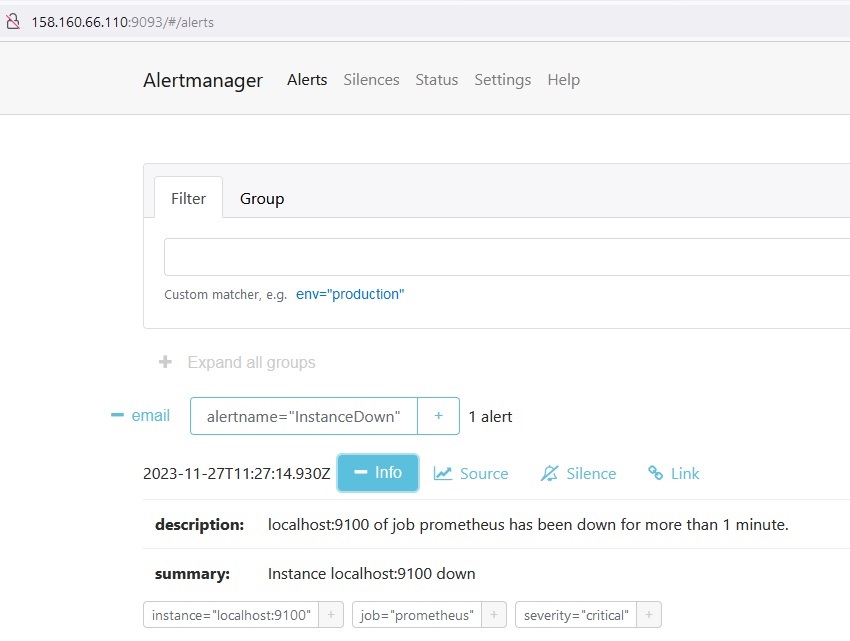 158.160.66.110:9093/#/alerts
Alertmanager Alerts Silences Status Settings Help
Filter Group
Custom matcher, e.g. env="production"
+ Expand all groups
− email alertname="InstanceDown" + 1 alert
2023-11-27T11:27:14.930Z − Info Source Silence Link
description: localhost:9100 of job prometheus has been down for more than 1 minute.
summary: Instance localhost:9100 down
instance="localhost:9100" + job="prometheus" + severity="critical" +